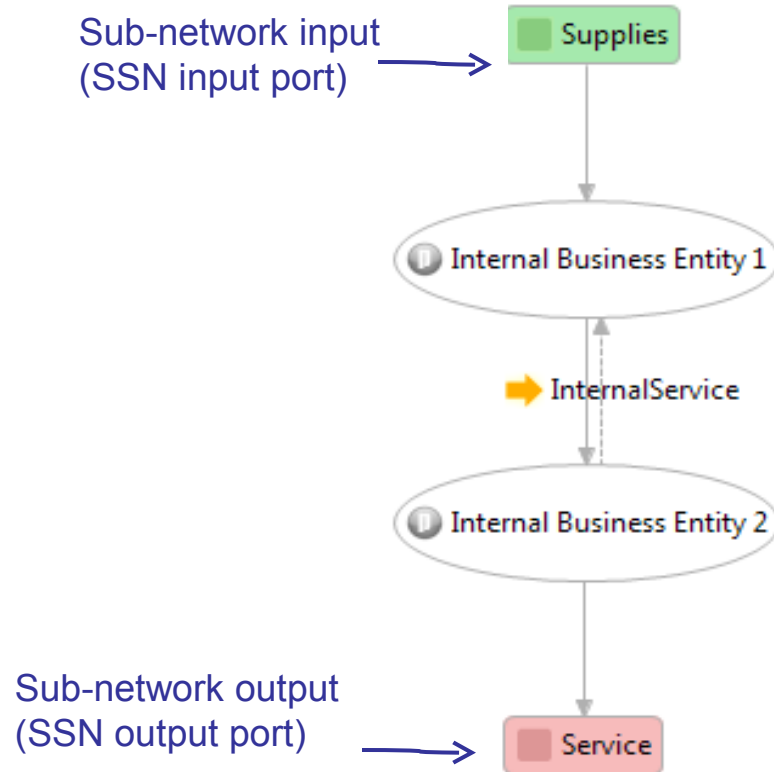 Sub-network input
(SSN input port)
Supplies
Internal Business Entity 1
InternalService
Internal Business Entity 2
Sub-network output
(SSN output port)
Service